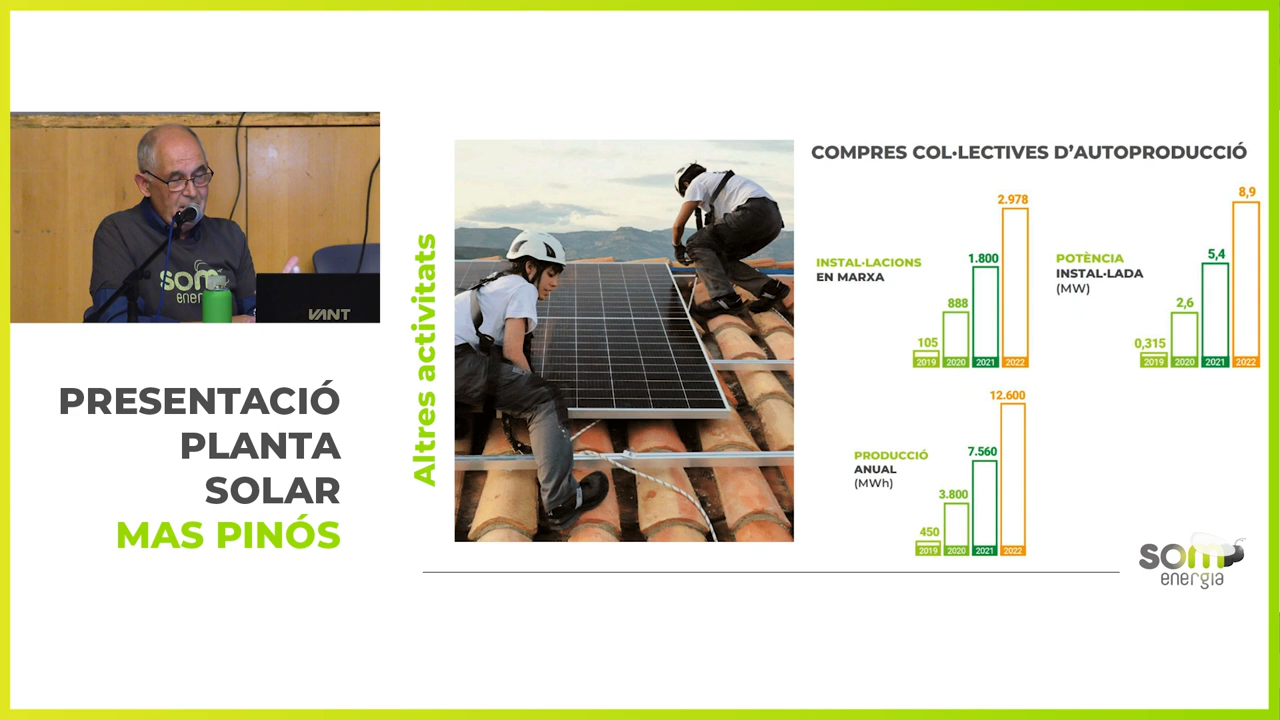 som
energia
VANT
PRESENTACIÓ
PLANTA
SOLAR
MAS PINÓS
Altres activitats
COMPRES COL·LECTIVES D'AUTOPRODUCCIÓ
INSTAL·LACIONS
EN MARXA
105
888
1.800
2.978
2019
2020
2021
2022
POTÈNCIA
INSTAL·LADA
(MW)
0,315
2,6
5,4
8,9
2019
2020
2021
2022
PRODUCCIÓ
ANUAL
(MWh)
450
3.800
7.560
12.600
2019
2020
2021
2022
som
energia